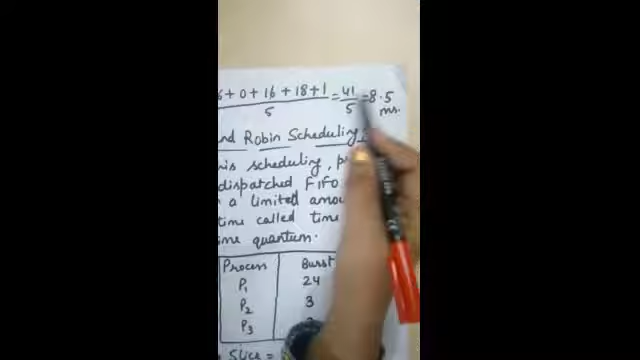 6 + 0 + 16 + 18 + 1 / 5 = 41 / 5 = 8.5 ms.
nd Robin Scheduling
is scheduling, p
dispatched FIFO
a limited amou
time called time
ime quantum.
Process Burst
P1 24
P2 3
P3
Slice =